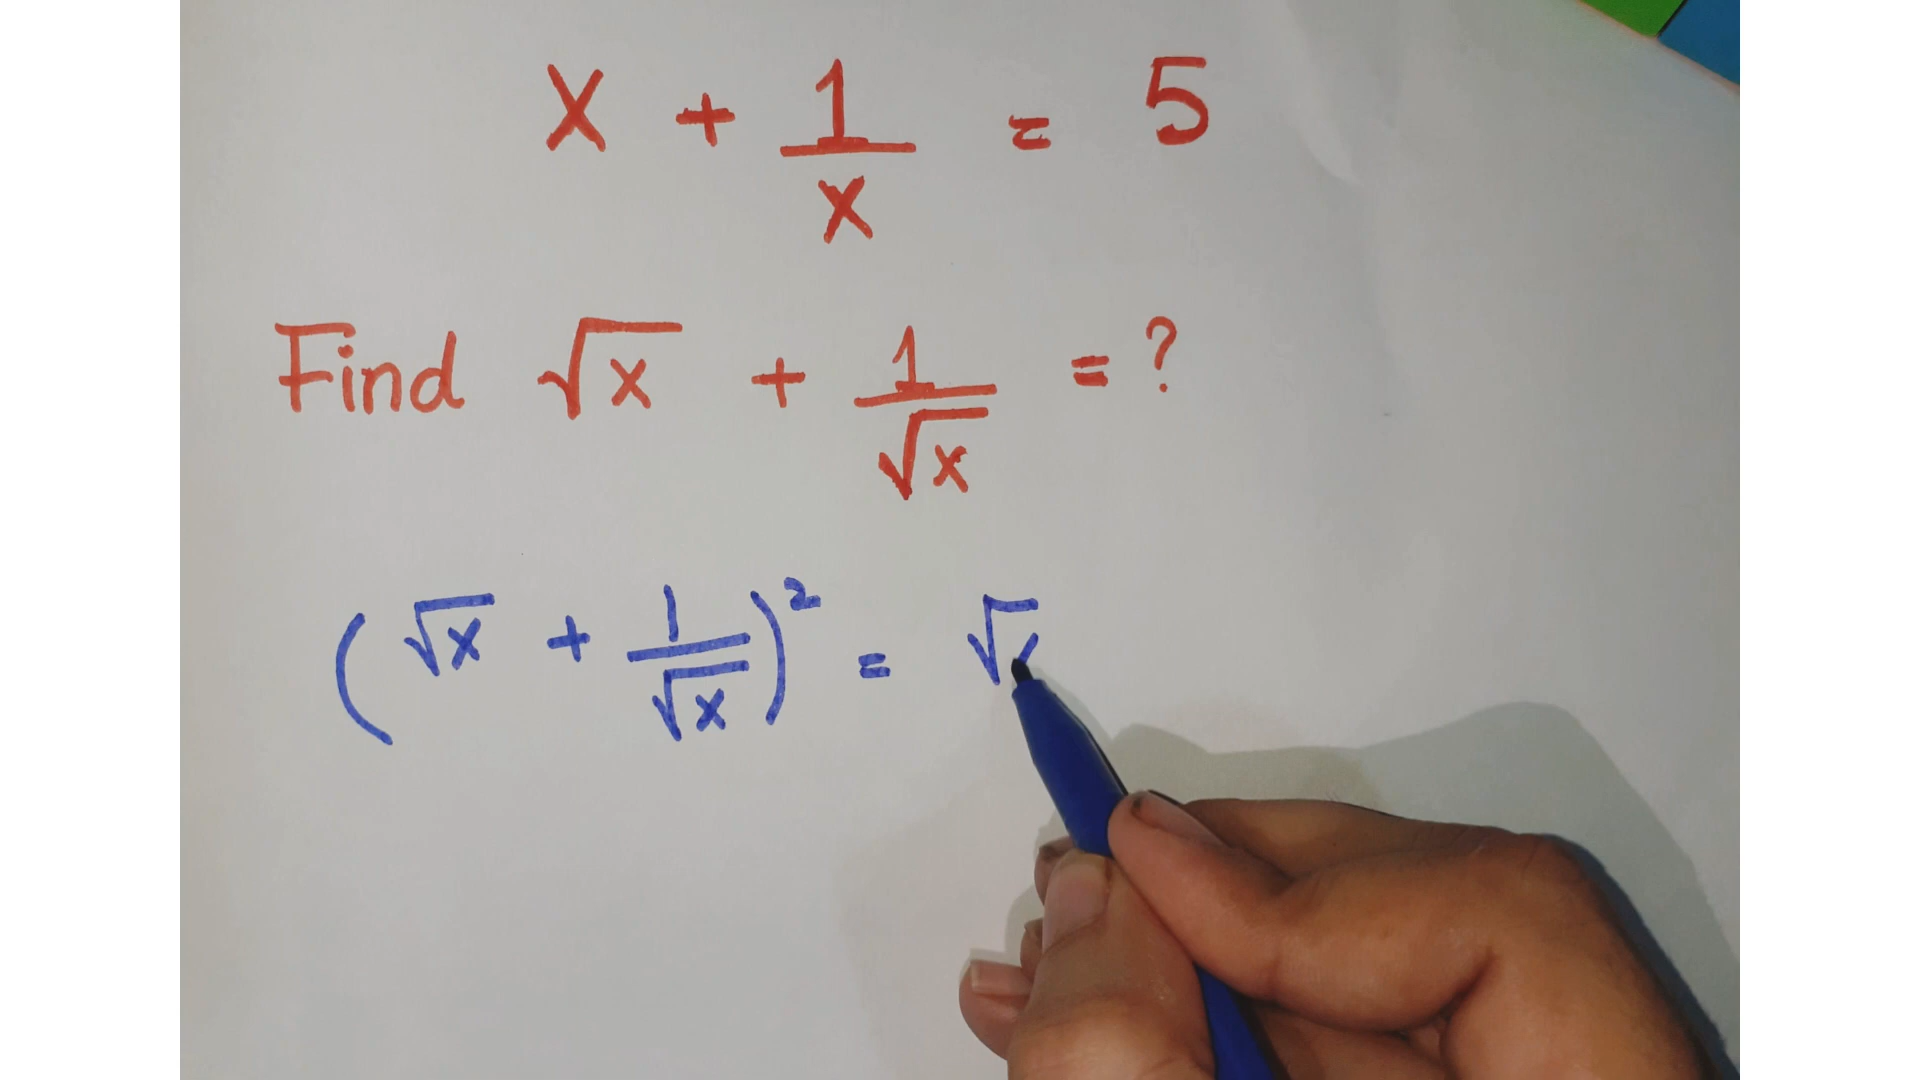 x + 1/x = 5
Find √x + 1/√x = ?
(√x + 1/√x)² = √